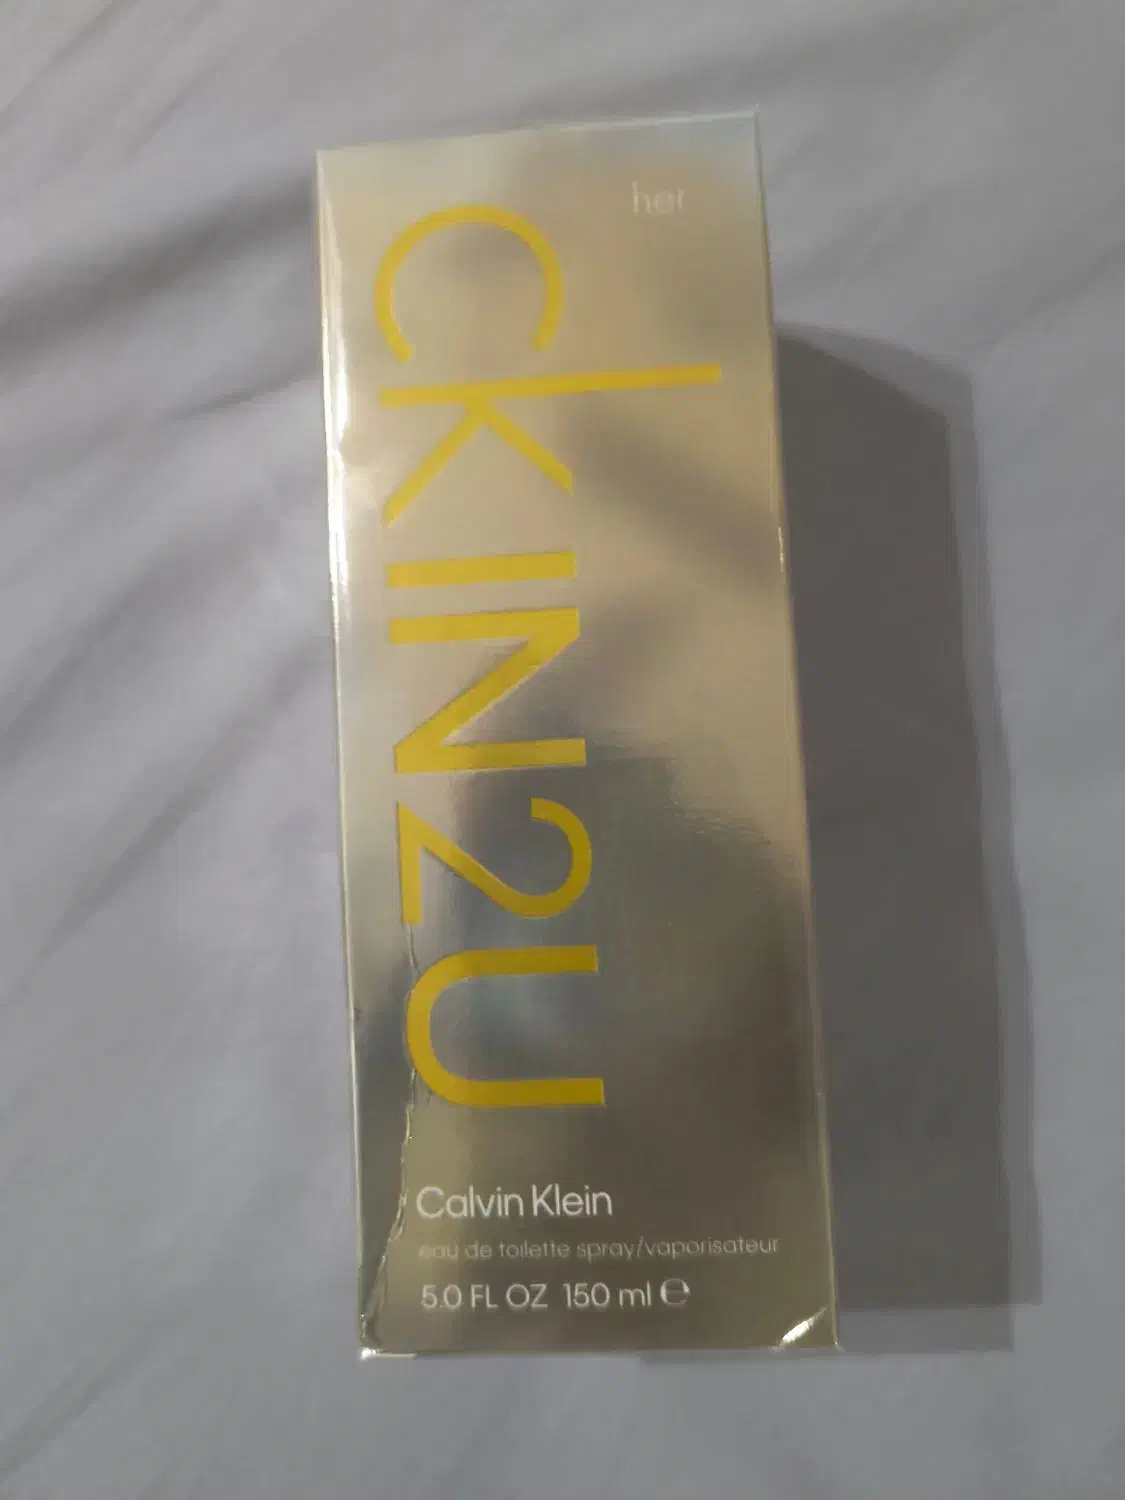 her
ckIN2U
Calvin Klein
eau de toilette spray/vaporisateur
5.0 FL OZ 150 ml ℮